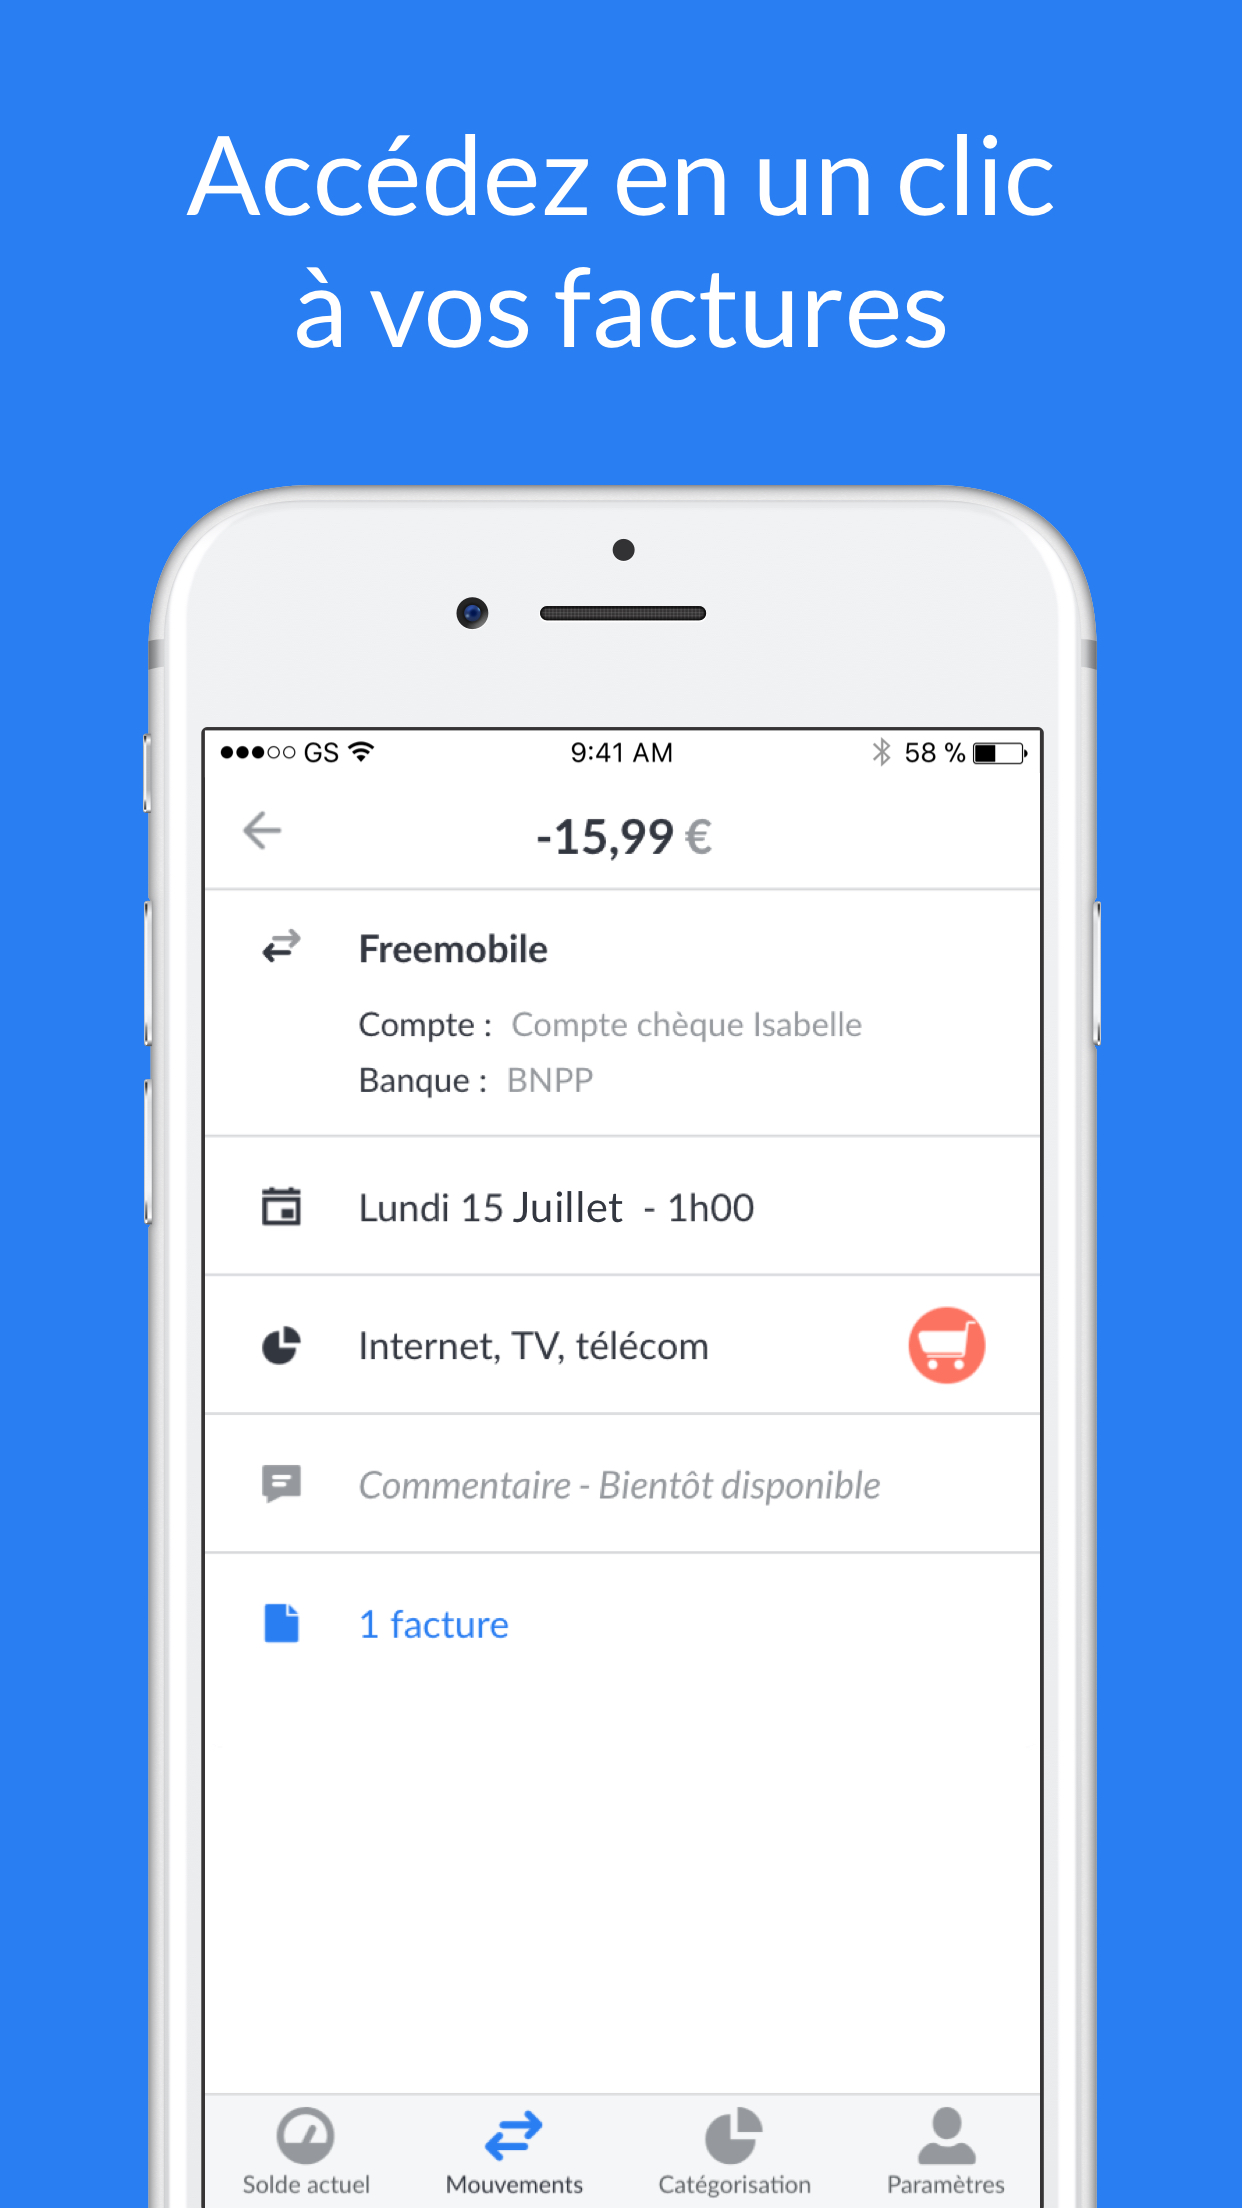 Accédez en un clic
à vos factures
GS 9:41 AM 58 %
-15,99 €
Freemobile
Compte : Compte chèque Isabelle
Banque : BNPP
Lundi 15 Juillet - 1h00
Internet, TV, télécom
Commentaire - Bientôt disponible
1 facture
Solde actuel Mouvements Catégorisation Paramètres